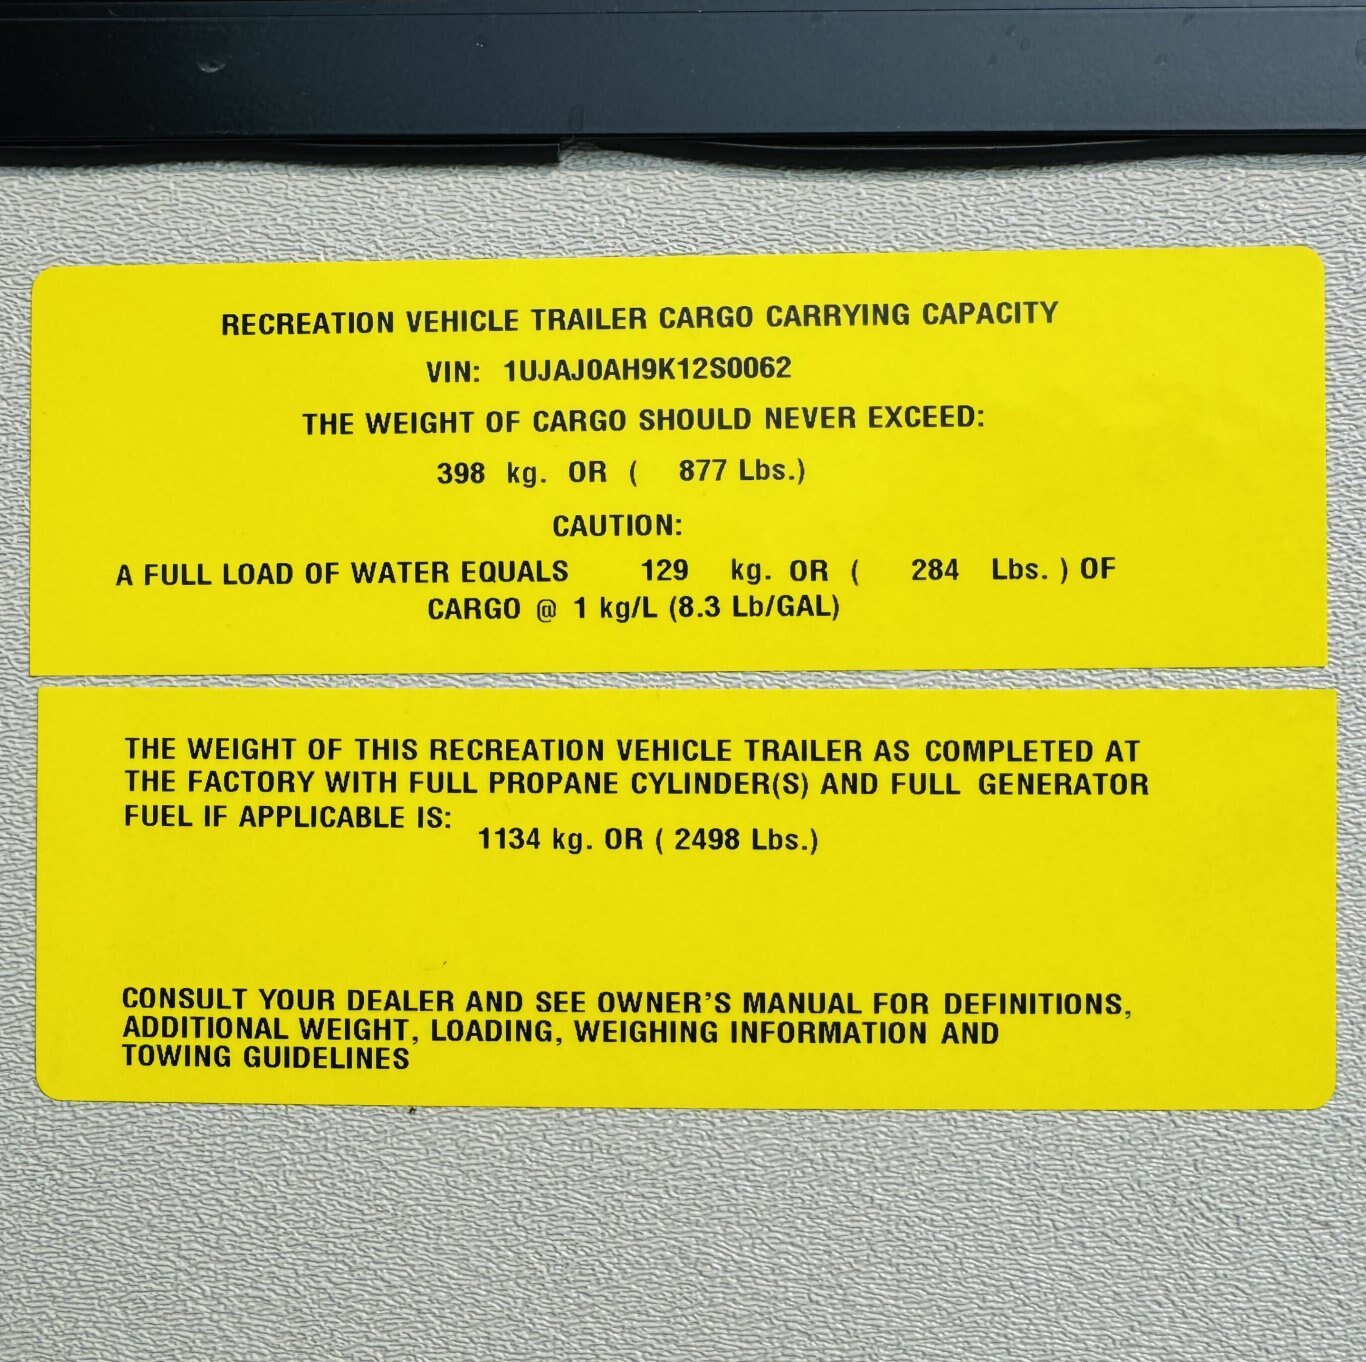 RECREATION VEHICLE TRAILER CARGO CARRYING CAPACITY
VIN: 1UJAJ0AH9K12S0062
THE WEIGHT OF CARGO SHOULD NEVER EXCEED:
398 kg. OR ( 877 Lbs.)
CAUTION:
A FULL LOAD OF WATER EQUALS 129 kg. OR ( 284 Lbs. ) OF
CARGO @ 1 kg/L (8.3 Lb/GAL)
THE WEIGHT OF THIS RECREATION VEHICLE TRAILER AS COMPLETED AT
THE FACTORY WITH FULL PROPANE CYLINDER(S) AND FULL GENERATOR
FUEL IF APPLICABLE IS:
1134 kg. OR ( 2498 Lbs.)
CONSULT YOUR DEALER AND SEE OWNER'S MANUAL FOR DEFINITIONS,
ADDITIONAL WEIGHT, LOADING, WEIGHING INFORMATION AND
TOWING GUIDELINES